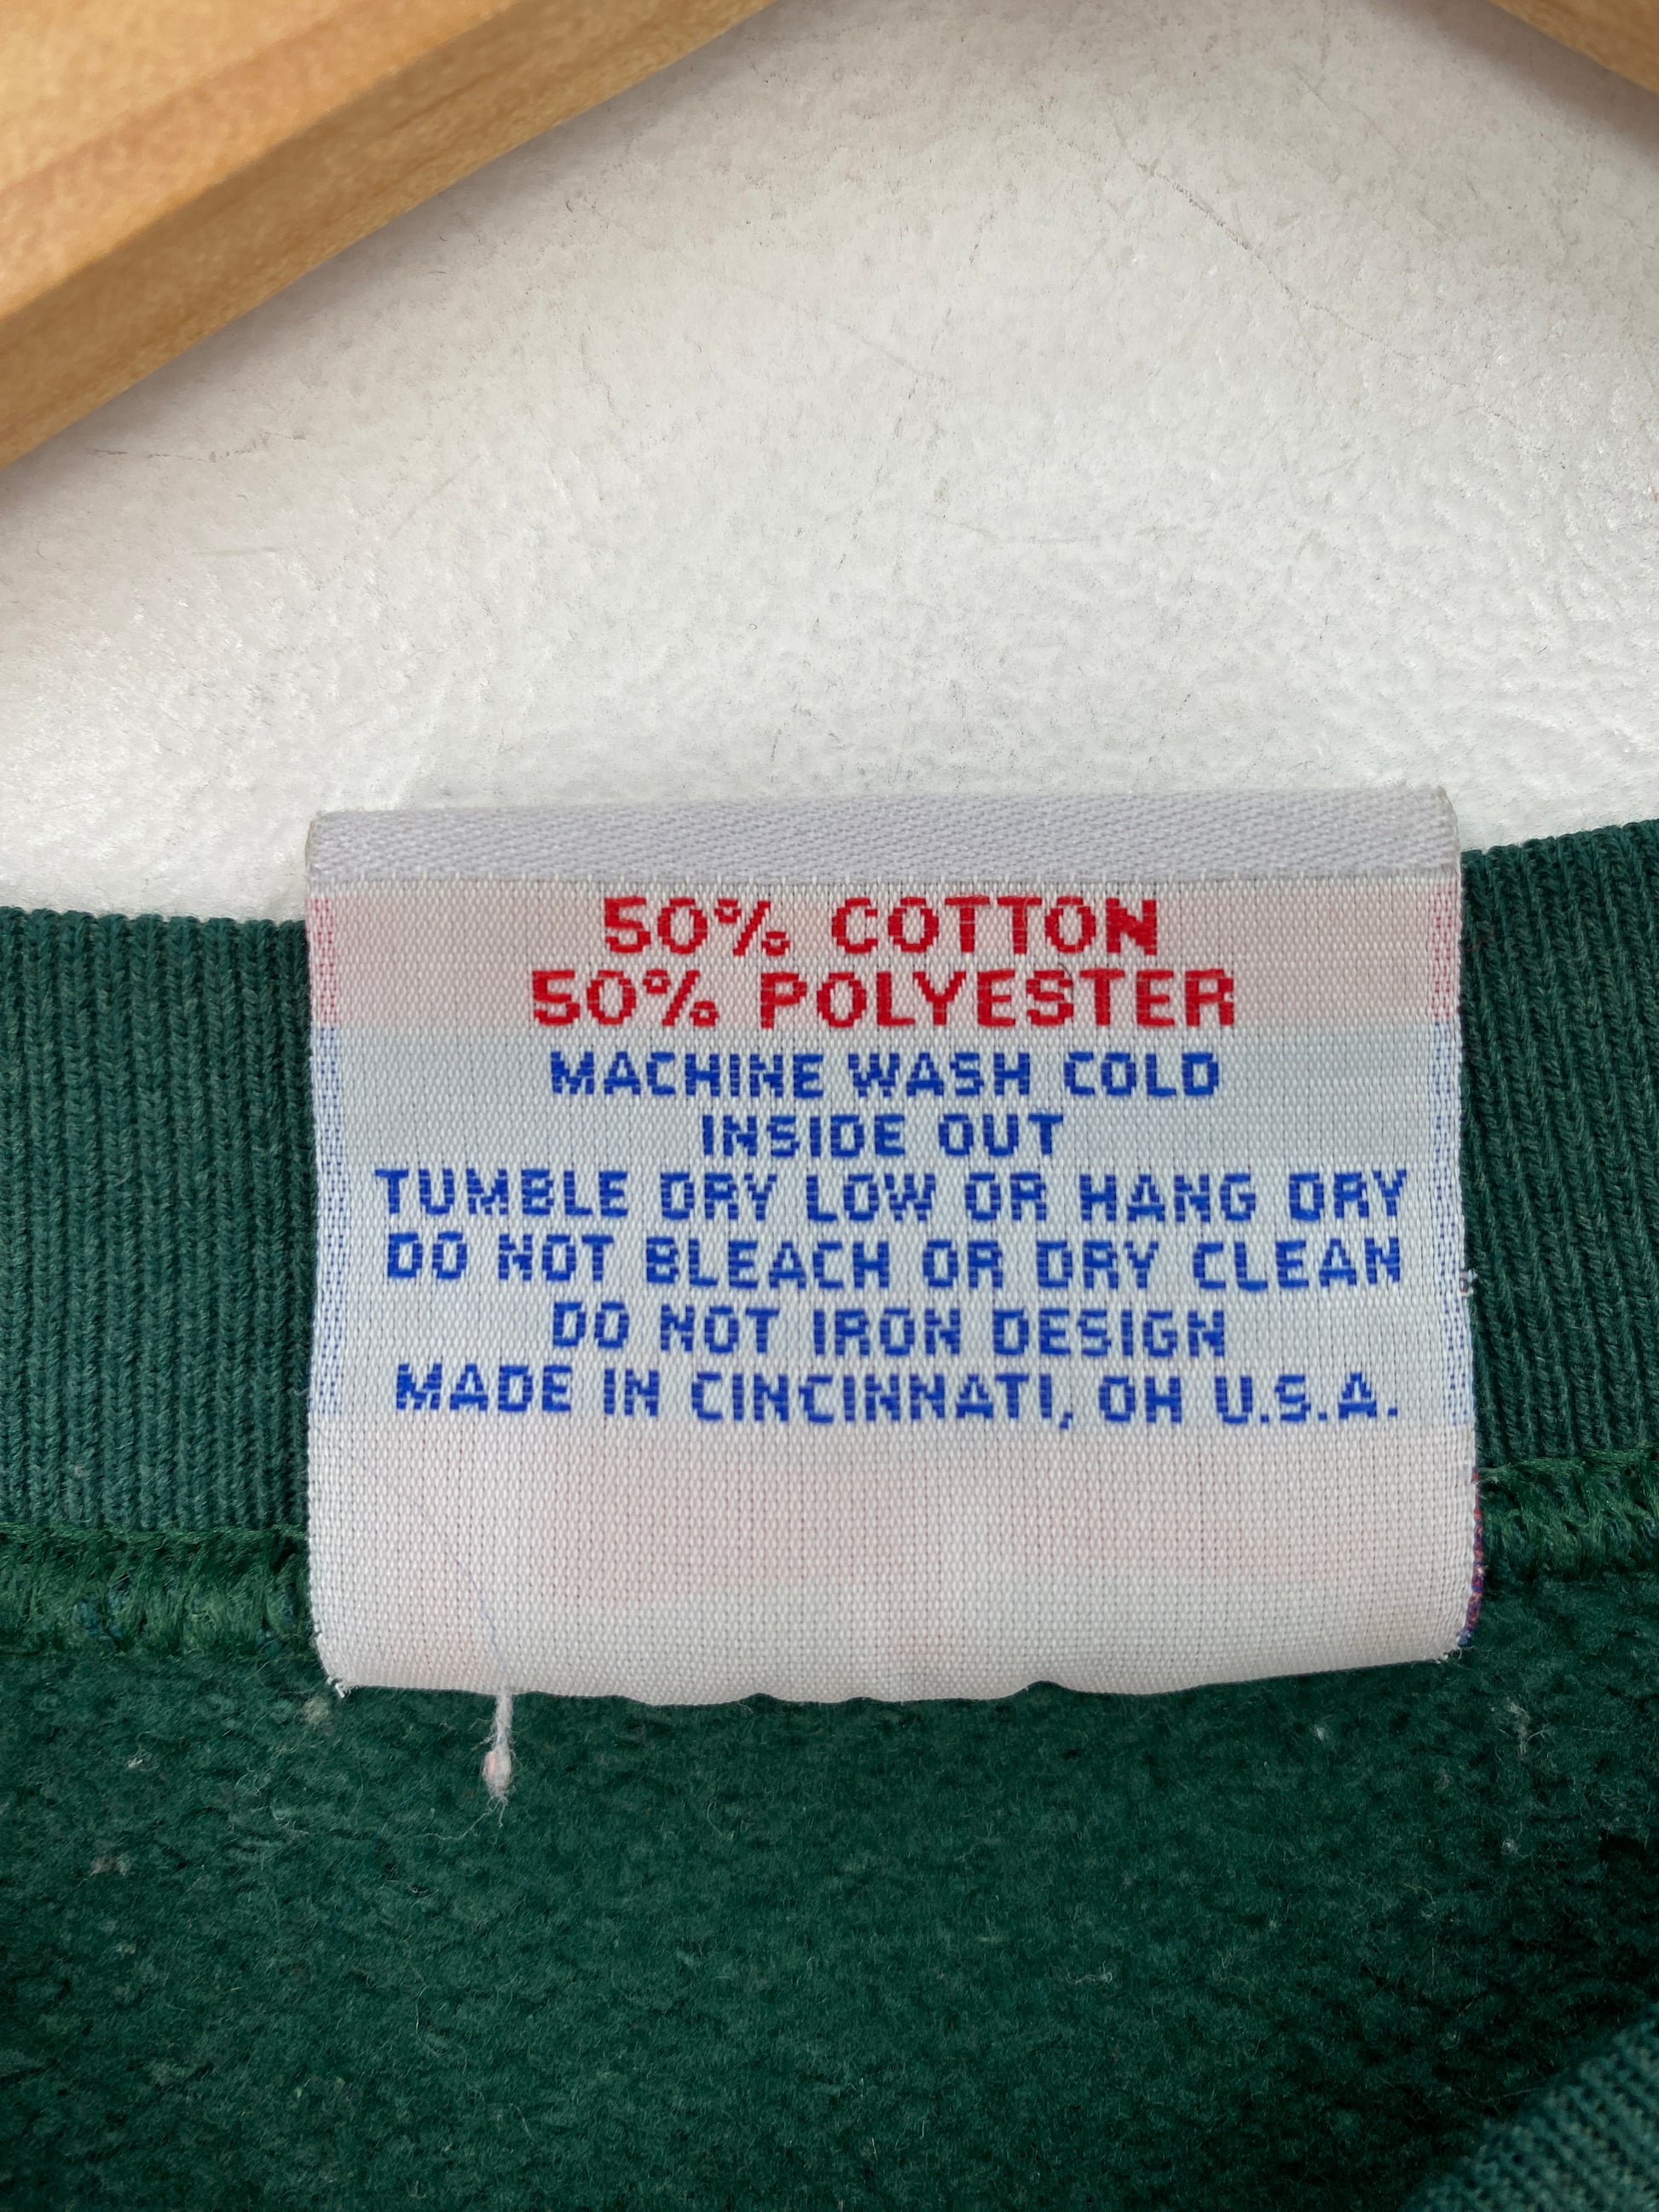 50% COTTON
50% POLYESTER
MACHINE WASH COLD
INSIDE OUT
TUMBLE DRY LOW OR HANG DRY
DO NOT BLEACH OR DRY CLEAN
DO NOT IRON DESIGN
MADE IN CINCINNATI, OH U.S.A.